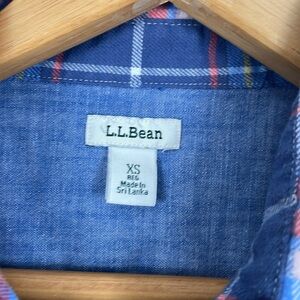 L.L.Bean
XS
REG
Made In
Sri Lanka